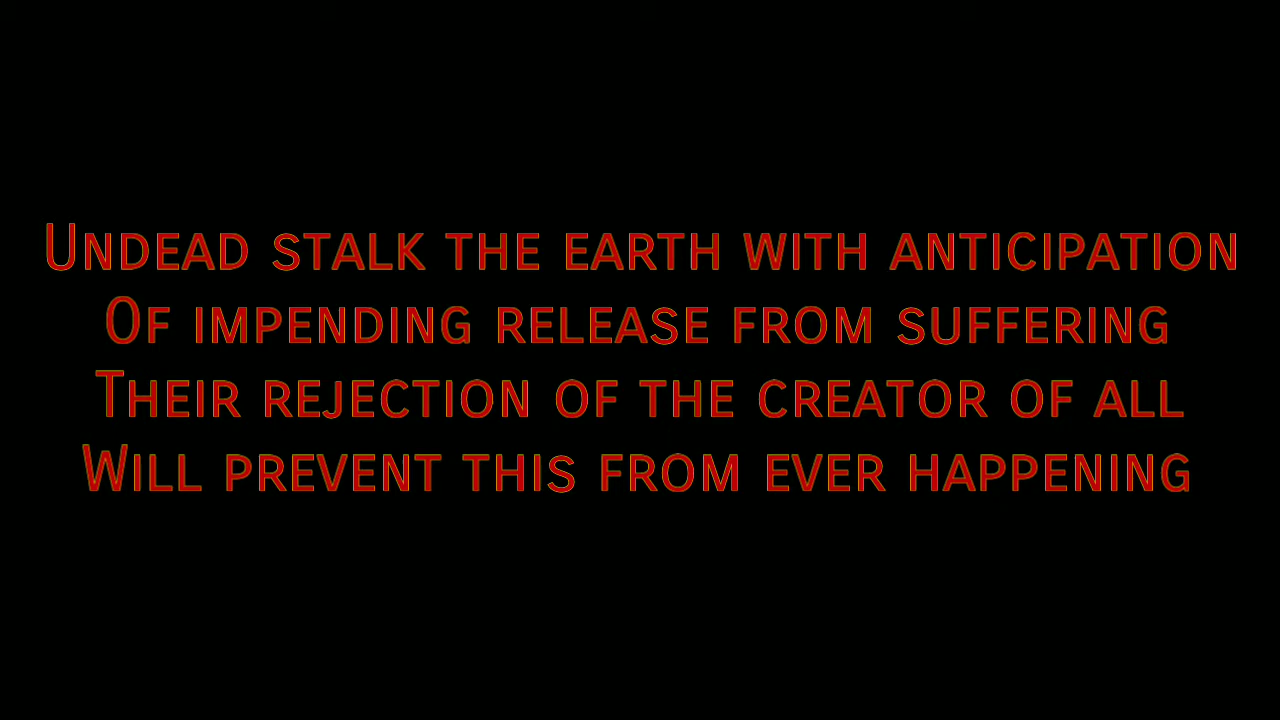 Undead stalk the earth with anticipation
Of impending release from suffering
Their rejection of the creator of all
Will prevent this from ever happening